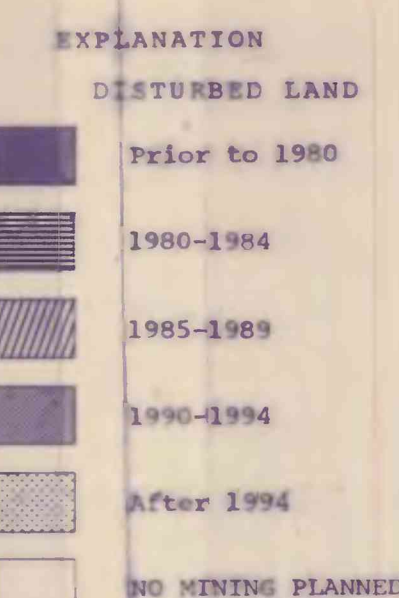 EXPLANATION
DISTURBED LAND
Prior to 1980
1980-1984
1985-1989
1990-1994
After 1994
NO MINING PLANNED